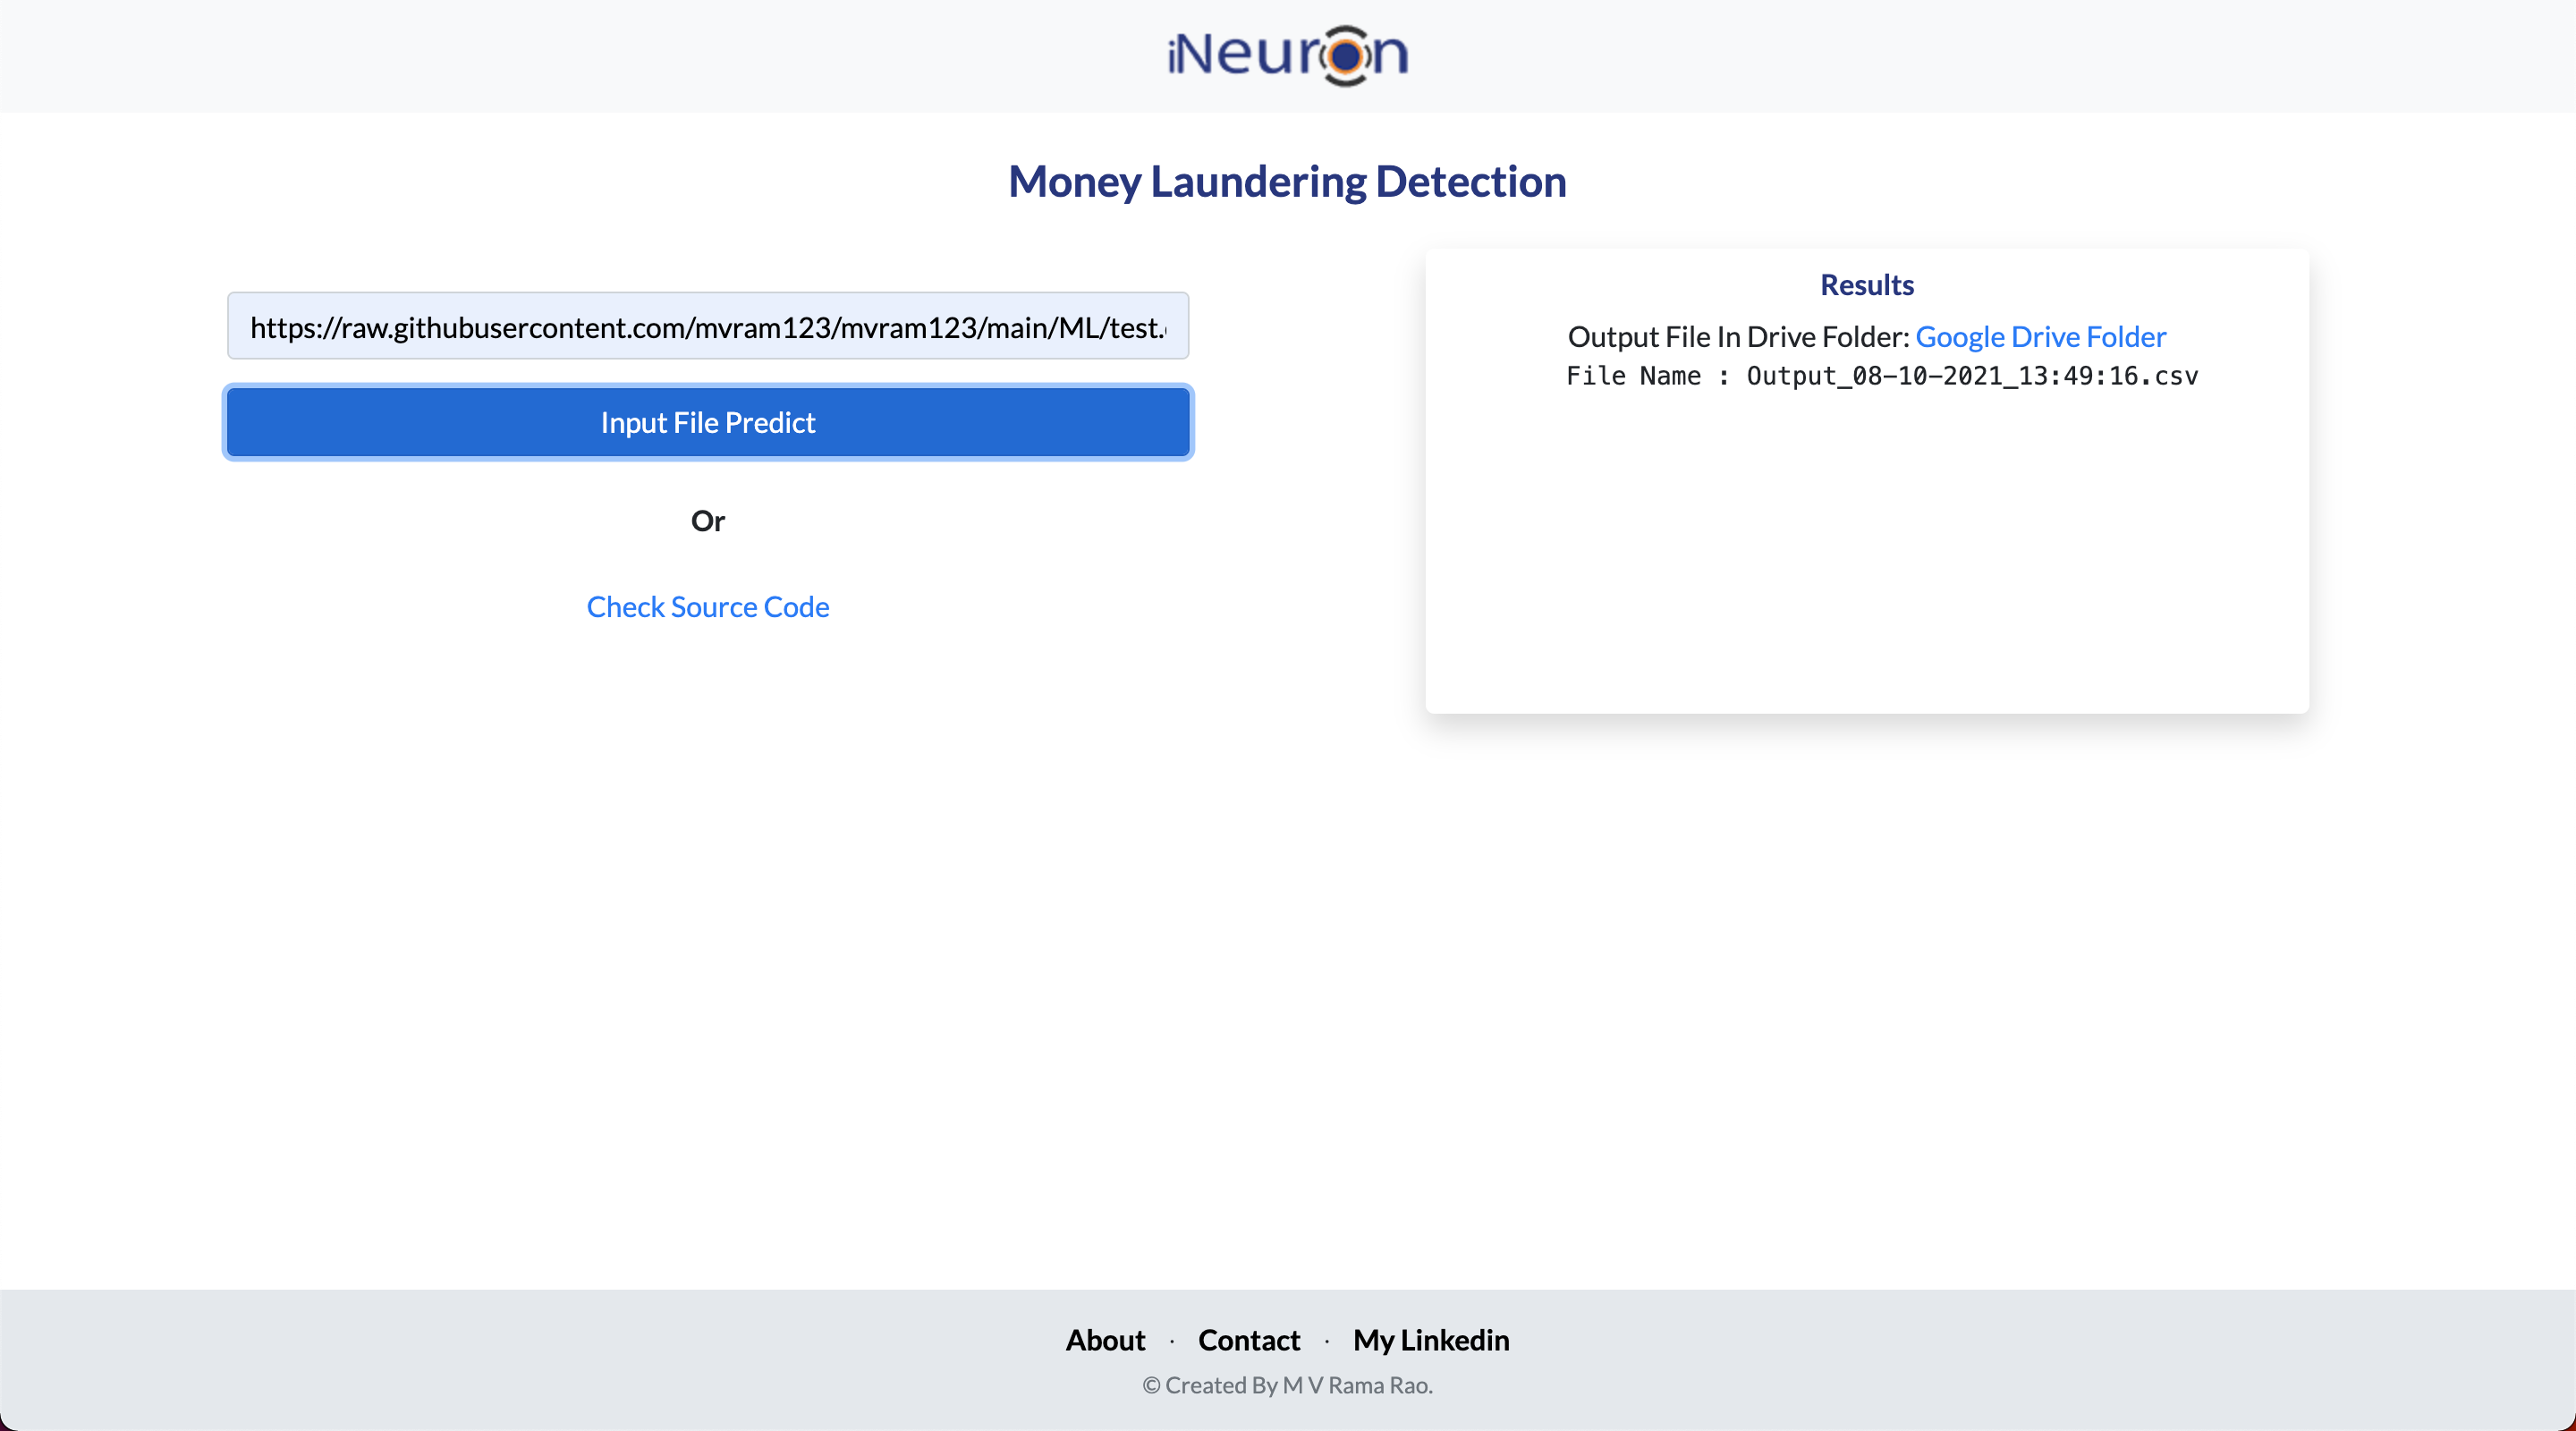 iNeuron
Money Laundering Detection
https://raw.githubusercontent.com/mvram123/mvram123/main/ML/test.
Input File Predict
Or
Check Source Code
Results
Output File In Drive Folder: Google Drive Folder
File Name : Output_08-10-2021_13:49:16.csv
About · Contact · My Linkedin
© Created By M V Rama Rao.